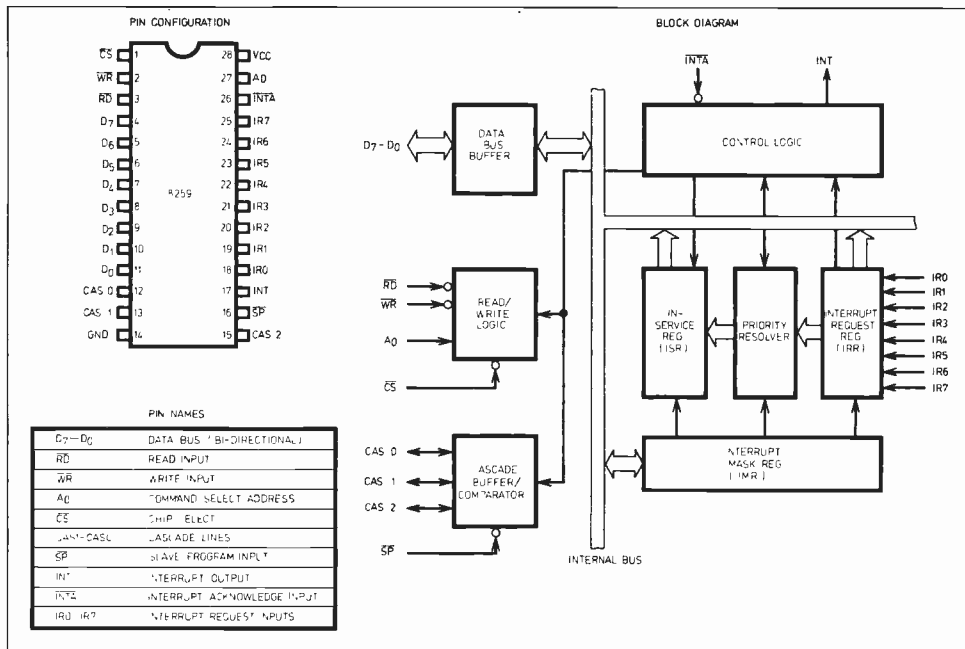 PIN CONFIGURATION
CS 1
WR 2
RD 3
D7 4
D6 5
D5 6
D4 7
D3 8
D2 9
D1 10
D0 11
CAS 0 12
CAS 1 13
GND 14
8259
28 VCC
27 A0
26 INTA
25 IR7
24 IR6
23 IR5
22 IR4
21 IR3
20 IR2
19 IR1
18 IR0
17 INT
16 SP
15 CAS 2
PIN NAMES
D7-D0 DATA BUS (BI-DIRECTIONAL)
RD READ INPUT
WR WRITE INPUT
A0 COMMAND SELECT ADDRESS
CS CHIP ELECT
CASCADE LINES
SP SLAVE PROGRAM INPUT
INT NTERRUPT OUTPUT
INTA INTERRUPT ACKNOWLEDGE INPUT
IR0 IR7 NTERRUPT REQUEST INPUTS
BLOCK DIAGRAM
INTA
INT
D7-D0
DATA
BUS
BUFFER
CONTROL LOGIC
RD
WR
A0
CS
READ/
WRITE
LOGIC
IN-
SERVICE
REG
(ISR)
PRIORITY
RESOLVER
INTERRUPT
REQUEST
REG
(IRR)
IR0
IR1
IR2
IR3
IR4
IR5
IR6
IR7
CAS 0
CAS 1
CAS 2
SP
ASCADE
BUFFER/
COMPARATOR
NTERRUPT
MASK REG
(IMR)
INTERNAL BUS